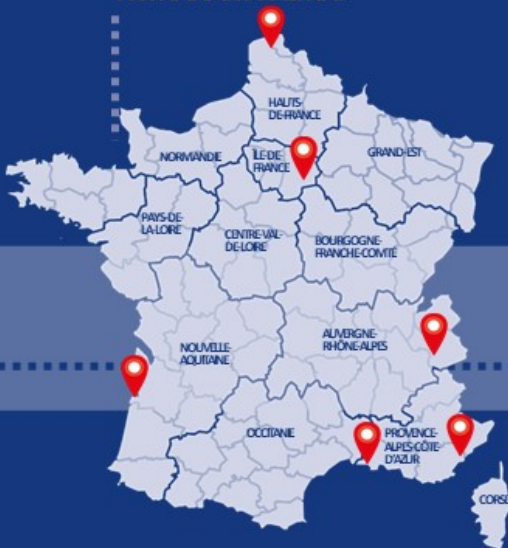 HAUTS-
DE-FRANCE
NORMANDIE
ÎLE-DE-
FRANCE
GRAND-EST
PAYS-DE-
LA-LOIRE
CENTRE-VAL-
DE-LOIRE
BOURGOGNE-
FRANCHE-COMTÉ
NOUVELLE-
AQUITAINE
AUVERGNE-
RHÔNE-ALPES
OCCITANIE
PROVENCE-
ALPES-CÔTE-
D'AZUR
CORSE